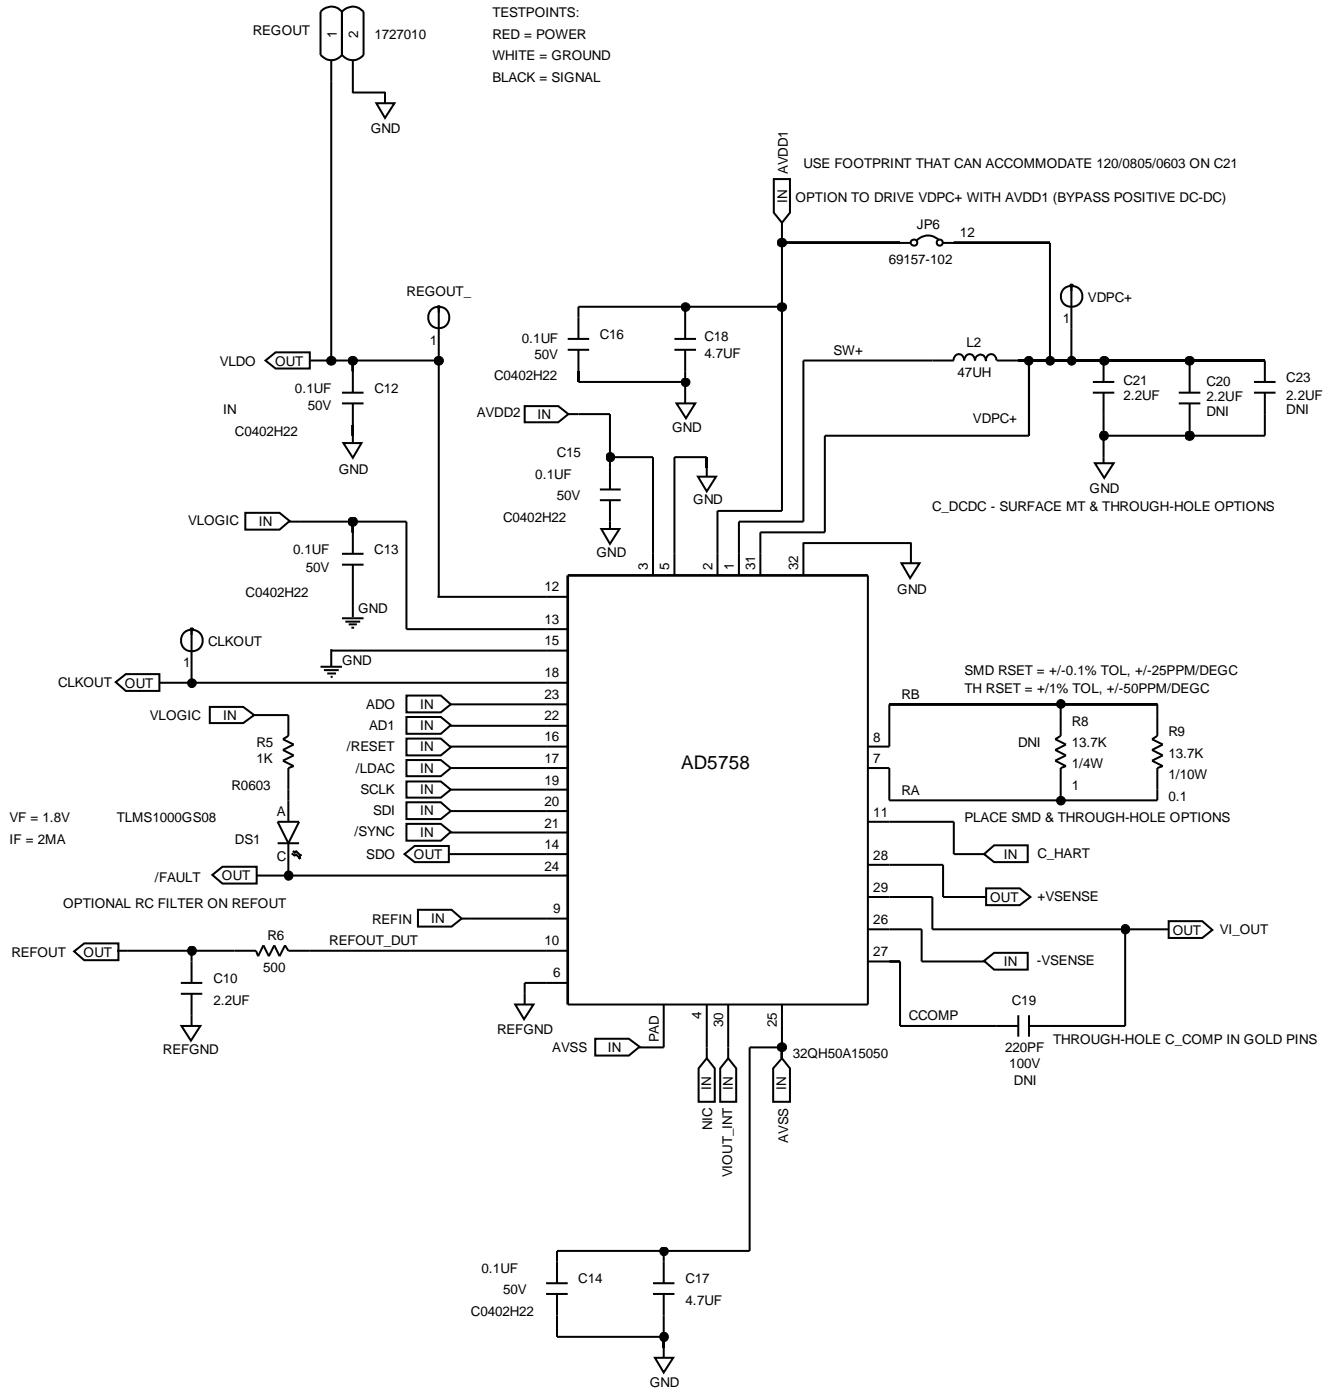 TESTPOINTS:
RED = POWER
WHITE = GROUND
BLACK = SIGNAL
REGOUT
1
2
1727010
GND
AVDD1
IN
USE FOOTPRINT THAT CAN ACCOMMODATE 120/0805/0603 ON C21
OPTION TO DRIVE VDPC+ WITH AVDD1 (BYPASS POSITIVE DC-DC)
JP6
12
69157-102
REGOUT_
1
VDPC+
1
0.1UF
50V
C0402H22
C16
C18
4.7UF
GND
SW+
L2
47UH
VDPC+
C21
2.2UF
C20
2.2UF
DNI
C23
2.2UF
DNI
GND
C_DCDC - SURFACE MT & THROUGH-HOLE OPTIONS
VLDO
OUT
0.1UF
50V
C12
IN
C0402H22
GND
AVDD2
IN
C15
0.1UF
50V
C0402H22
GND
GND
VLOGIC
IN
0.1UF
50V
C13
C0402H22
GND
3
5
2
1
31
32
GND
12
13
15
GND
CLKOUT
1
CLKOUT
OUT
18
ADO
IN
23
AD1
IN
22
/RESET
IN
16
/LDAC
IN
17
SCLK
IN
19
SDI
IN
20
/SYNC
IN
21
SDO
OUT
14
24
VLOGIC
IN
R5
1K
R0603
VF = 1.8V
IF = 2MA
TLMS1000GS08
A
DS1
C
/FAULT
OUT
OPTIONAL RC FILTER ON REFOUT
REFIN
IN
9
REFOUT
OUT
R6
500
REFOUT_DUT
10
C10
2.2UF
REFGND
6
REFGND
AD5758
SMD RSET = +/-0.1% TOL, +/-25PPM/DEGC
TH RSET = +/1% TOL, +/-50PPM/DEGC
RB
8
7
RA
DNI
R8
13.7K
1/4W
1
R9
13.7K
1/10W
0.1
PLACE SMD & THROUGH-HOLE OPTIONS
11
IN
C_HART
28
OUT
+VSENSE
29
OUT
VI_OUT
26
IN
-VSENSE
27
CCOMP
C19
220PF
100V
DNI
THROUGH-HOLE C_COMP IN GOLD PINS
AVSS
IN
PAD
4
30
25
32QH50A15050
IN
IN
IN
NIC
VIOUT_INT
AVSS
0.1UF
50V
C0402H22
C14
C17
4.7UF
GND